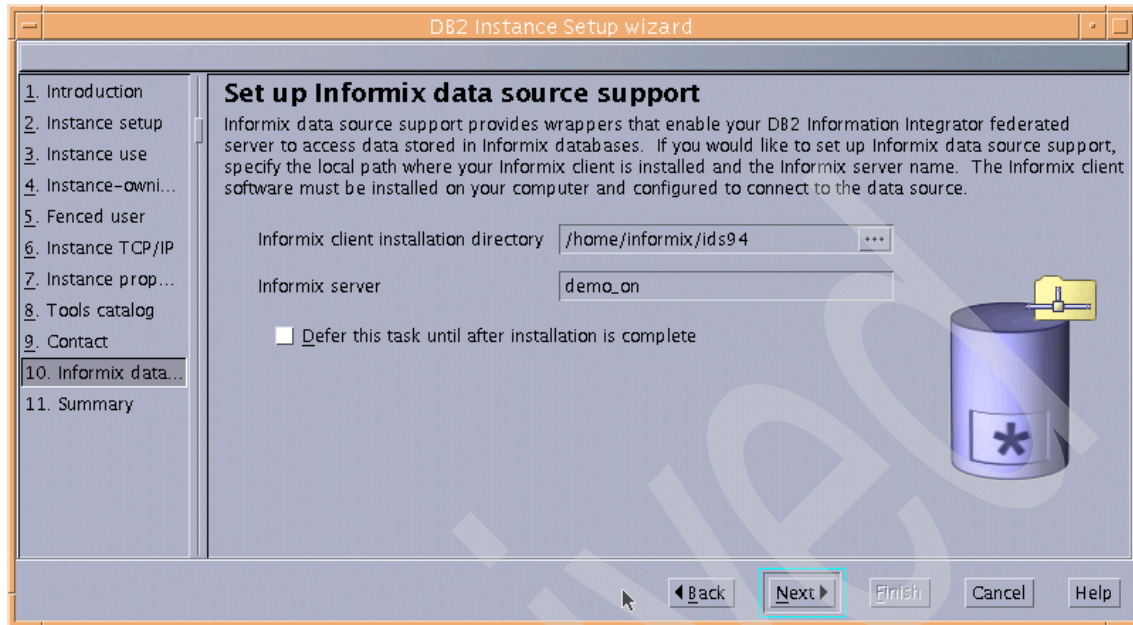 DB2 Instance Setup wizard
1. Introduction
2. Instance setup
3. Instance use
4. Instance-owni...
5. Fenced user
6. Instance TCP/IP
7. Instance prop...
8. Tools catalog
9. Contact
10. Informix data...
11. Summary
Set up Informix data source support
Informix data source support provides wrappers that enable your DB2 Information Integrator federated
server to access data stored in Informix databases. If you would like to set up Informix data source support,
specify the local path where your Informix client is installed and the Informix server name. The Informix client
software must be installed on your computer and configured to connect to the data source.
Informix client installation directory /home/informix/ids94 ...
Informix server demo_on
Defer this task until after installation is complete
Back Next Finish Cancel Help